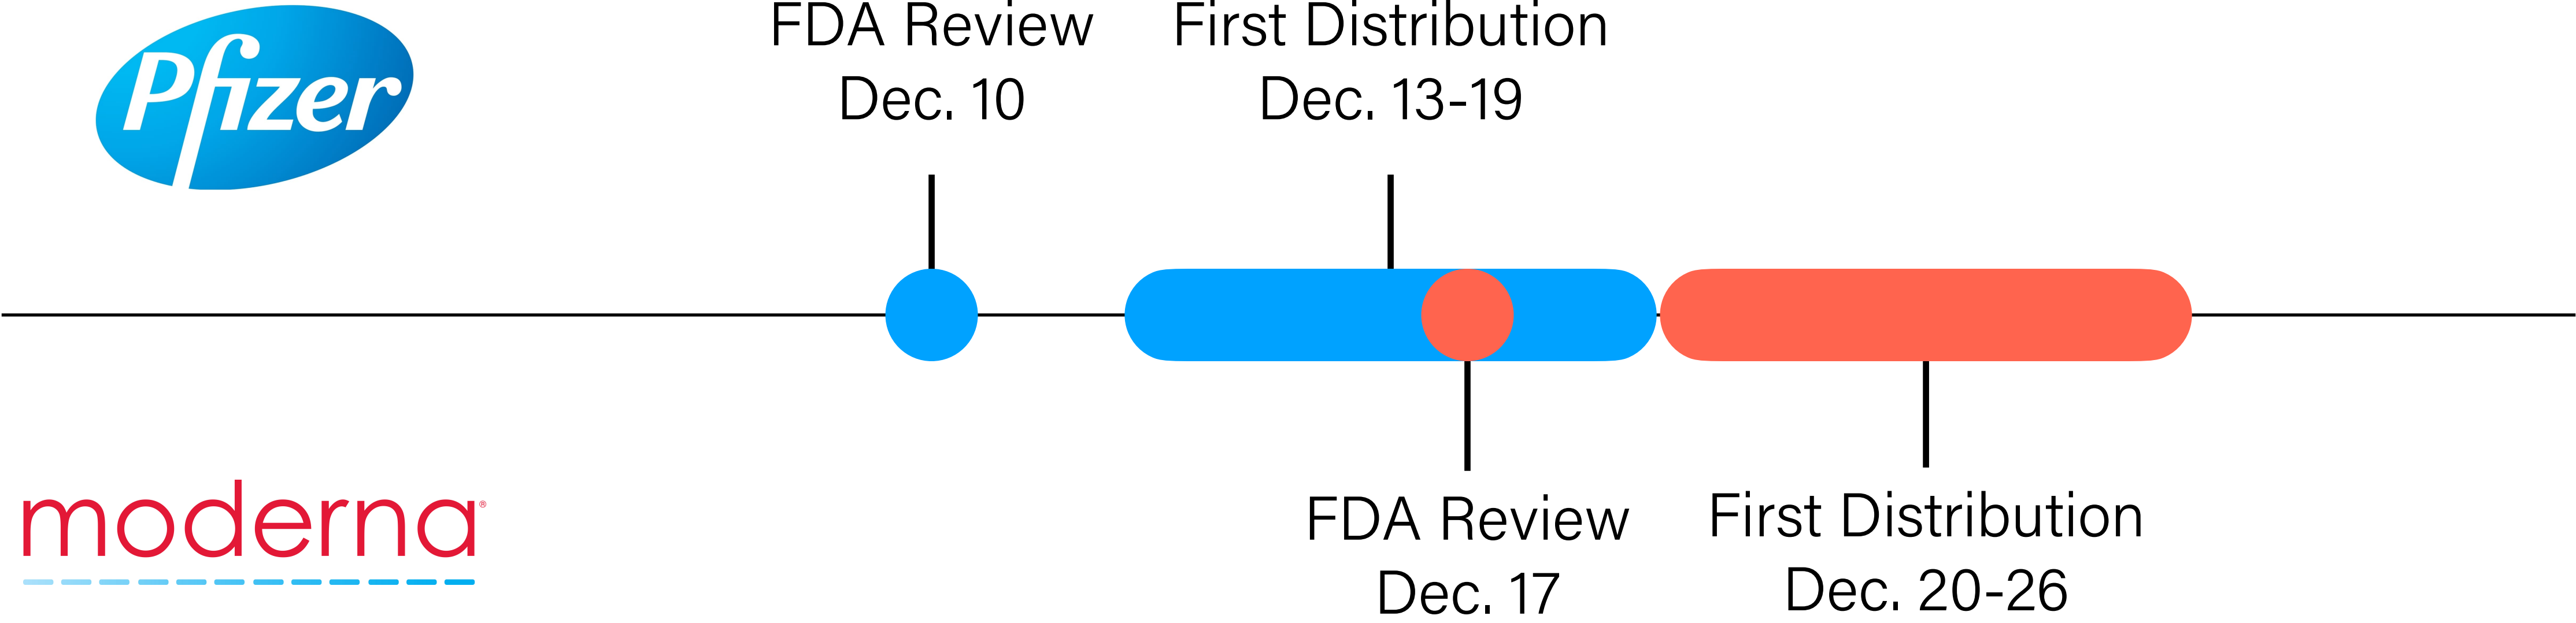 Pfizer
FDA Review
Dec. 10
First Distribution
Dec. 13-19
moderna®
FDA Review
Dec. 17
First Distribution
Dec. 20-26